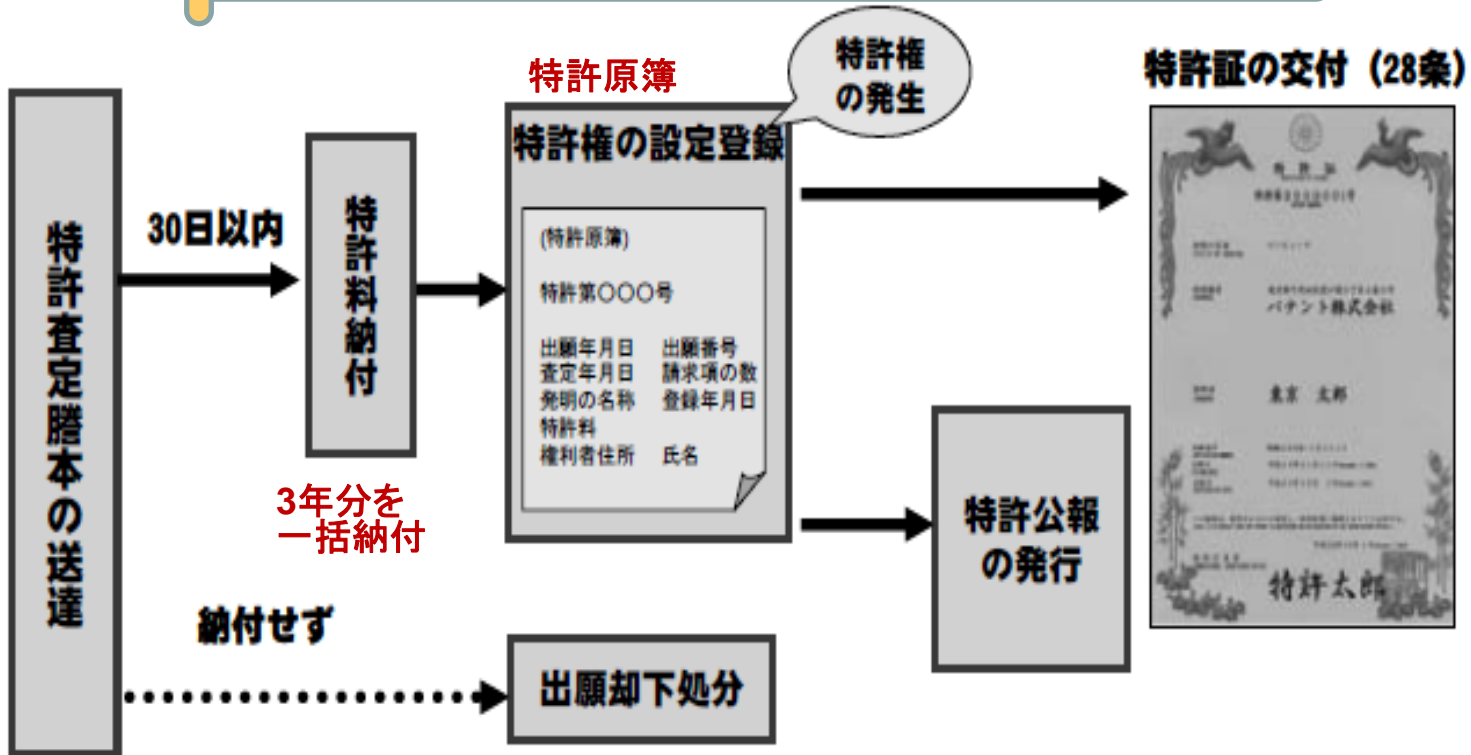 特許査定謄本の送達
30日以内
特許料納付
3年分を
一括納付
納付せず
出願却下処分
特許原簿
特許権の設定登録
特許権
の発生
(特許原簿)
特許第〇〇〇号
出願年月日 出願番号
査定年月日 請求項の数
発明の名称 登録年月日
特許料
権利者住所 氏名
特許公報
の発行
特許証の交付 (28条)
特許証
パテント株式会社
東京 太郎
特許太郎